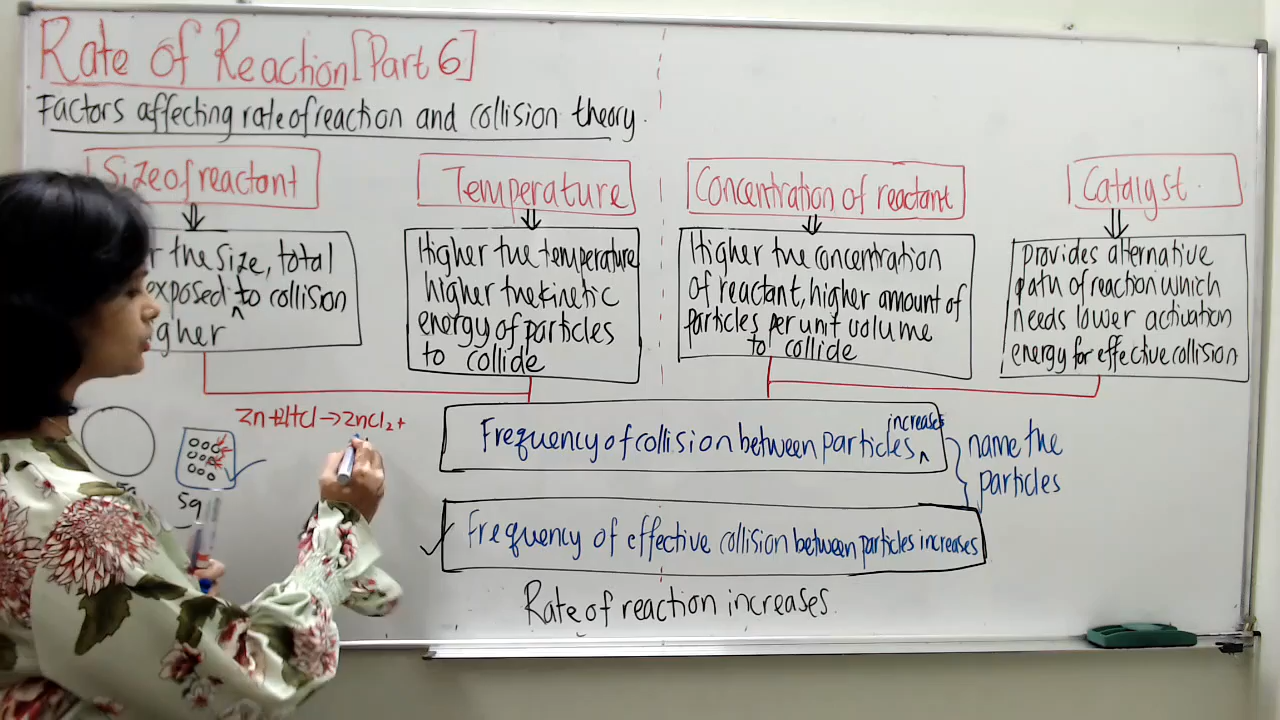 Rate of Reaction [Part 6]
Factors affecting rate of reaction and collision theory.
Size of reactant
the size, total
exposed to collision
Temperature
Higher the temperature
higher the kinetic
energy of particles
to collide
Concentration of reactant
Higher the concentration
of reactant, higher amount of
particles per unit volume
to collide
Catalyst.
Provides alternative
path of reaction which
needs lower activation
energy for effective collision
Zn + 2HCl → ZnCl2 +
5g
Frequency of collision between particles increases
name the
particles
Frequency of effective collision between particles increases
Rate of reaction increases.